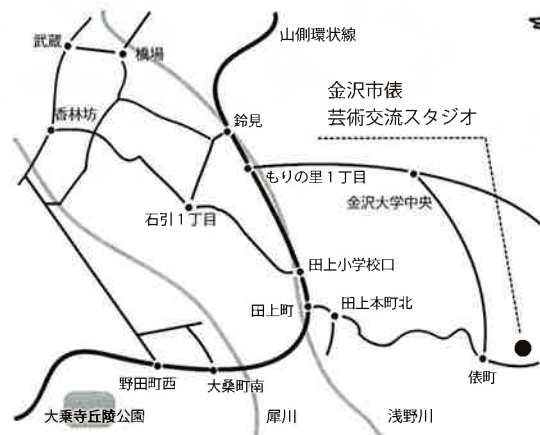 山側環状線
武蔵
橋場
金沢市俵
芸術交流スタジオ
香林坊
鈴見
もりの里1丁目
金沢大学中央
石引1丁目
田上小学校口
田上町
田上本町北
野田町西
大桑町南
俵町
大乗寺丘陵公園
犀川
浅野川